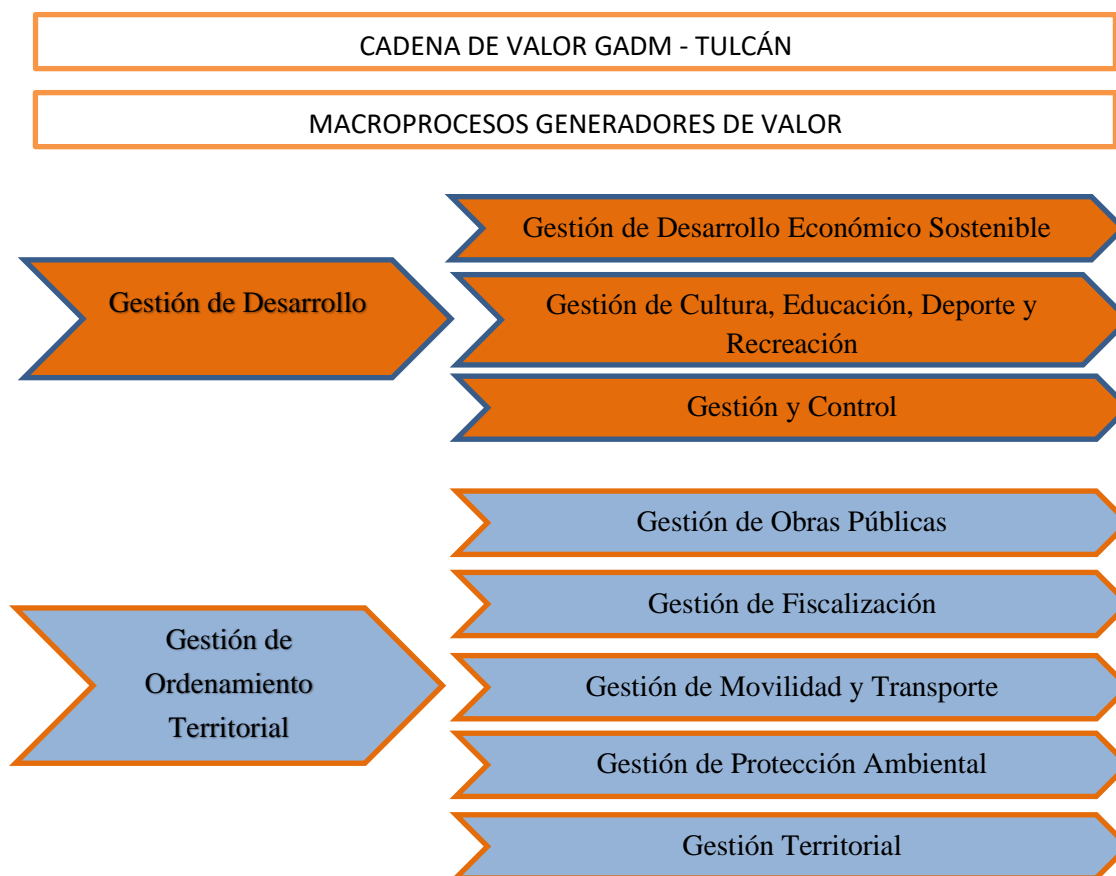 CADENA DE VALOR GADM - TULCÁN
MACROPROCESOS GENERADORES DE VALOR
Gestión de Desarrollo
Gestión de Desarrollo Económico Sostenible
Gestión de Cultura, Educación, Deporte y
Recreación
Gestión y Control
Gestión de
Ordenamiento
Territorial
Gestión de Obras Públicas
Gestión de Fiscalización
Gestión de Movilidad y Transporte
Gestión de Protección Ambiental
Gestión Territorial